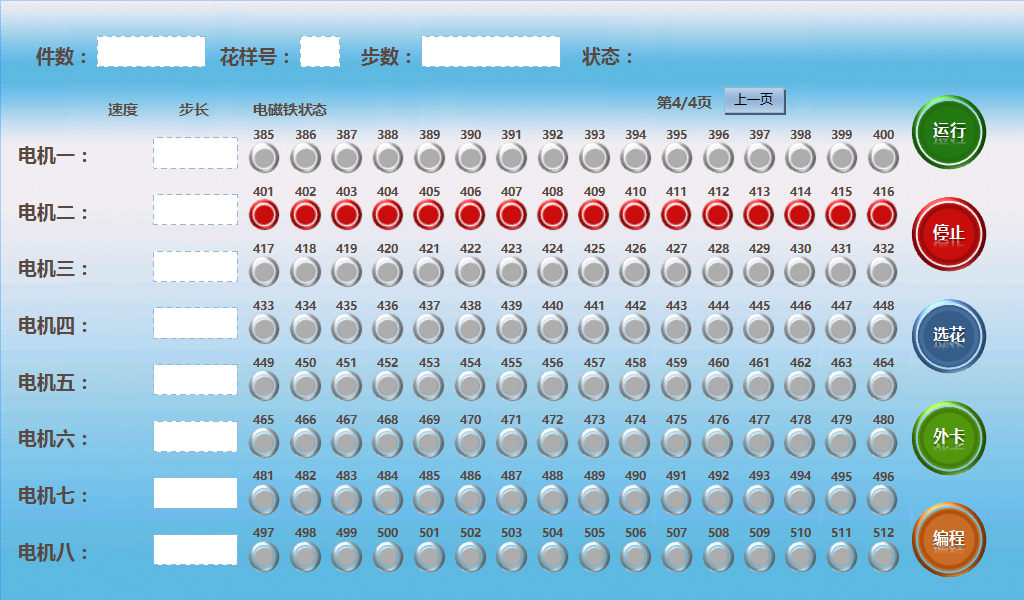 件数： 花样号： 步数： 状态：
速度 步长 电磁铁状态 第4/4页 上一页
385 386 387 388 389 390 391 392 393 394 395 396 397 398 399 400
运行
电机一：
401 402 403 404 405 406 407 408 409 410 411 412 413 414 415 416
电机二：
停止
417 418 419 420 421 422 423 424 425 426 427 428 429 430 431 432
电机三：
433 434 435 436 437 438 439 440 441 442 443 444 445 446 447 448
电机四：
选花
449 450 451 452 453 454 455 456 457 458 459 460 461 462 463 464
电机五：
465 466 467 468 469 470 471 472 473 474 475 476 477 478 479 480
电机六：
外卡
481 482 483 484 485 486 487 488 489 490 491 492 493 494 495 496
电机七：
497 498 499 500 501 502 503 504 505 506 507 508 509 510 511 512
电机八：
编程